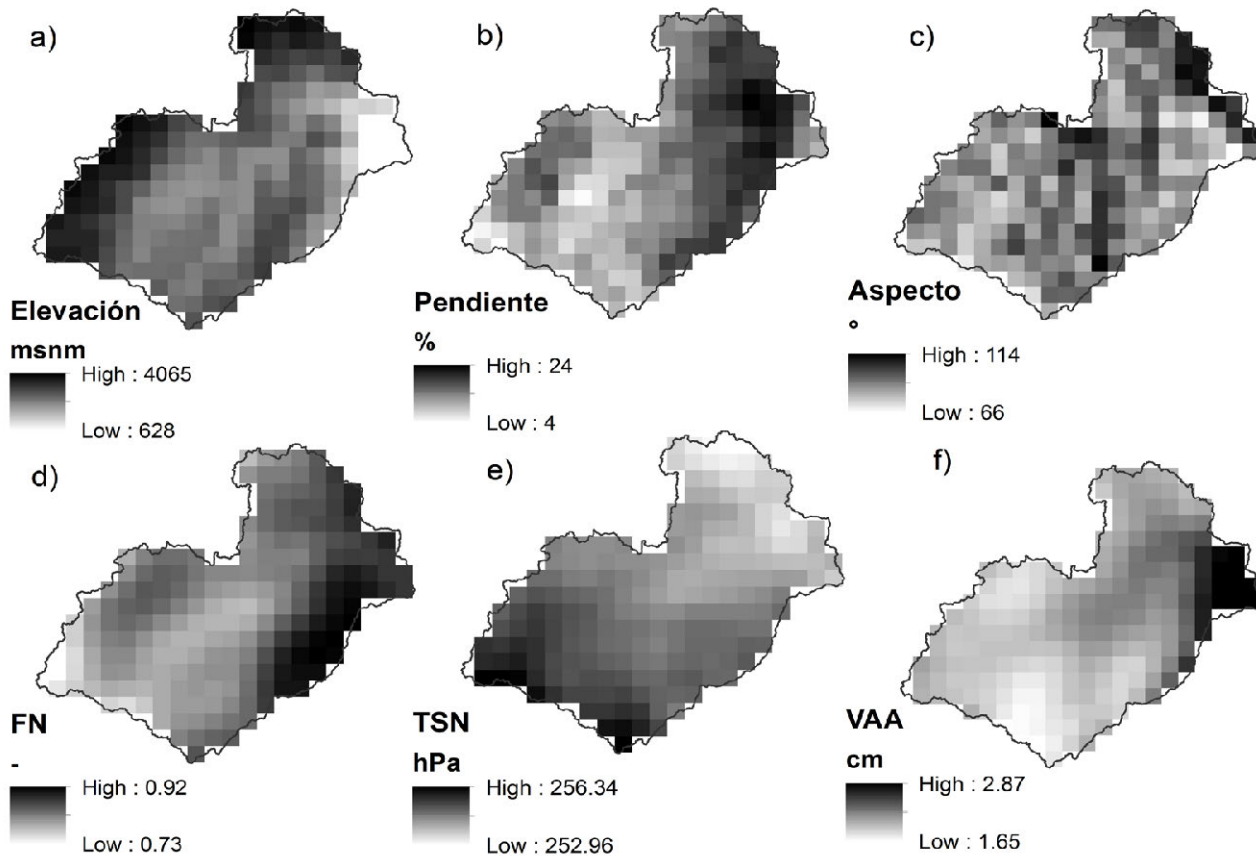 a)
b)
c)
Elevación
msnm
High : 4065
Low : 628
Pendiente
%
High : 24
Low : 4
Aspecto
°
High : 114
Low : 66
d)
e)
f)
FN
-
High : 0.92
Low : 0.73
TSN
hPa
High : 256.34
Low : 252.96
VAA
cm
High : 2.87
Low : 1.65